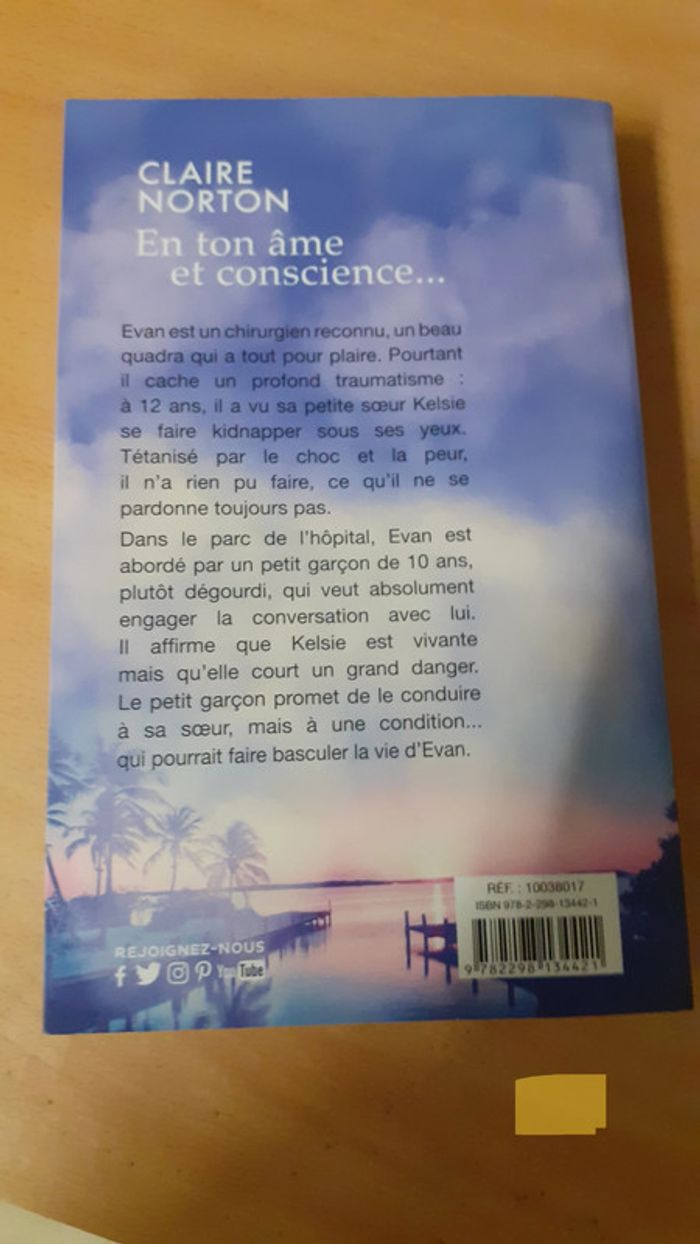 CLAIRE
NORTON
En ton âme
et conscience...
Evan est un chirurgien reconnu, un beau
quadra qui a tout pour plaire. Pourtant
il cache un profond traumatisme :
à 12 ans, il a vu sa petite sœur Kelsie
se faire kidnapper sous ses yeux.
Tétanisé par le choc et la peur,
il n'a rien pu faire, ce qu'il ne se
pardonne toujours pas.
Dans le parc de l'hôpital, Evan est
abordé par un petit garçon de 10 ans,
plutôt dégourdi, qui veut absolument
engager la conversation avec lui.
Il affirme que Kelsie est vivante
mais qu'elle court un grand danger.
Le petit garçon promet de le conduire
à sa sœur, mais à une condition...
qui pourrait faire basculer la vie d'Evan.
RÉF. : 10038017
ISBN 978-2-298-13442-1
9 782298 134421
REJOIGNEZ-NOUS
YouTube